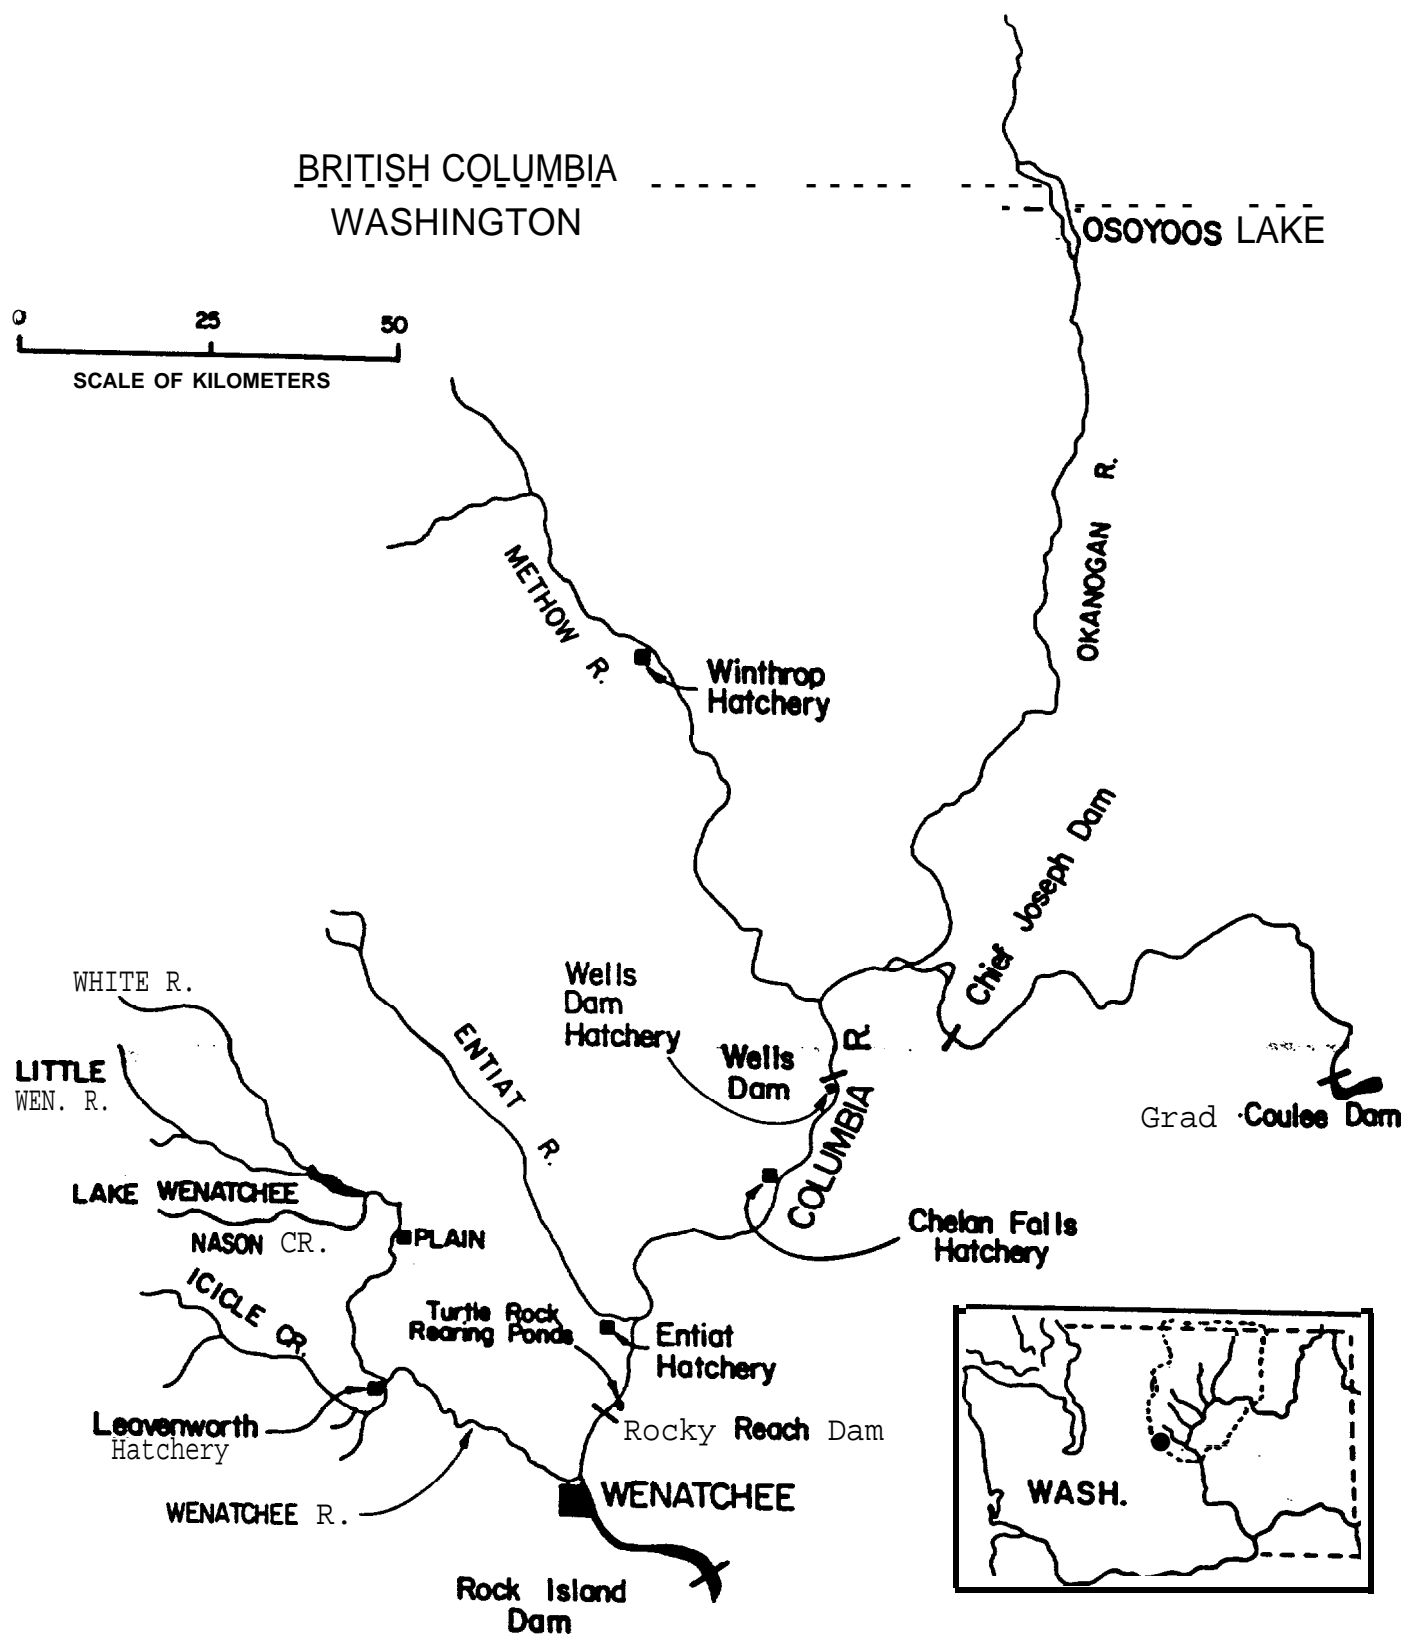 BRITISH COLUMBIA
WASHINGTON
OSOYOOS LAKE
0 25 50
SCALE OF KILOMETERS
OKANOGAN R.
METHOW R.
Winthrop
Hatchery
Chief Joseph Dam
WHITE R.
Wells
Dam
Hatchery
ENTIAT R.
COLUMBIA R.
Wells
Dam
LITTLE
WEN. R.
Grad Coulee Dam
LAKE WENATCHEE
NASON CR.
PLAIN
Chelan Falls
Hatchery
ICICLE CR.
Turtle Rock
Rearing Ponds
Entiat
Hatchery
Leavenworth
Hatchery
Rocky Reach Dam
WENATCHEE R.
WENATCHEE
WASH.
Rock Island
Dam